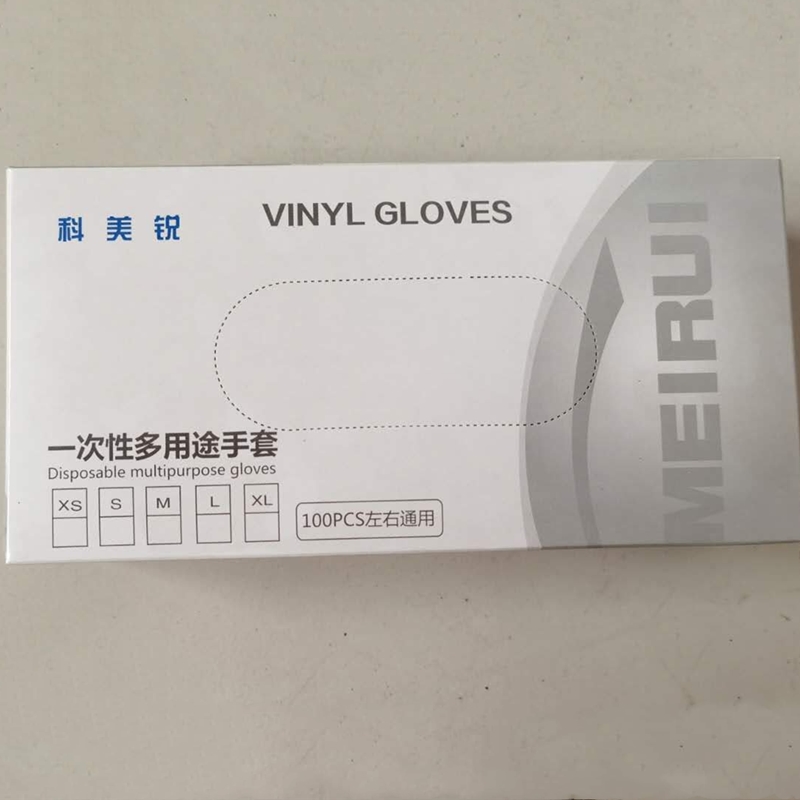 科美锐
VINYL GLOVES
MEIRUI
一次性多用途手套
Disposable multipurpose gloves
XS S M L XL
100PCS左右通用